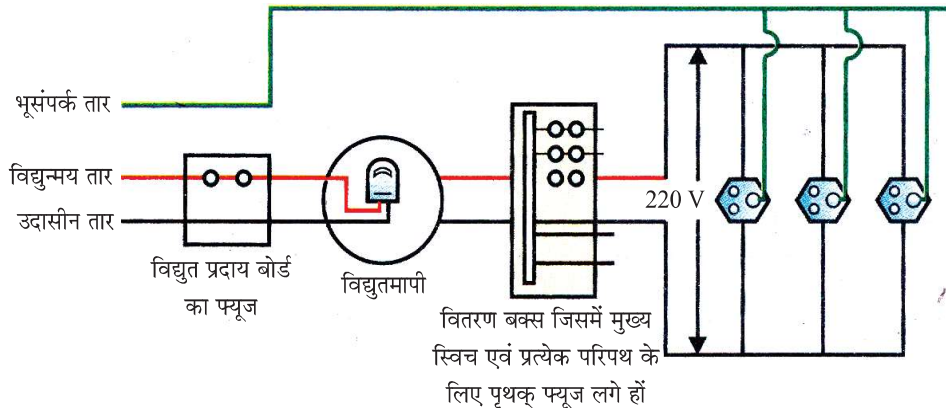 भूसंपर्क तार
विद्युन्मय तार
उदासीन तार
220 V
विद्युत प्रदाय बोर्ड
का फ्यूज
विद्युतमापी
वितरण बक्स जिसमें मुख्य
स्विच एवं प्रत्येक परिपथ के
लिए पृथक् फ्यूज लगे हों